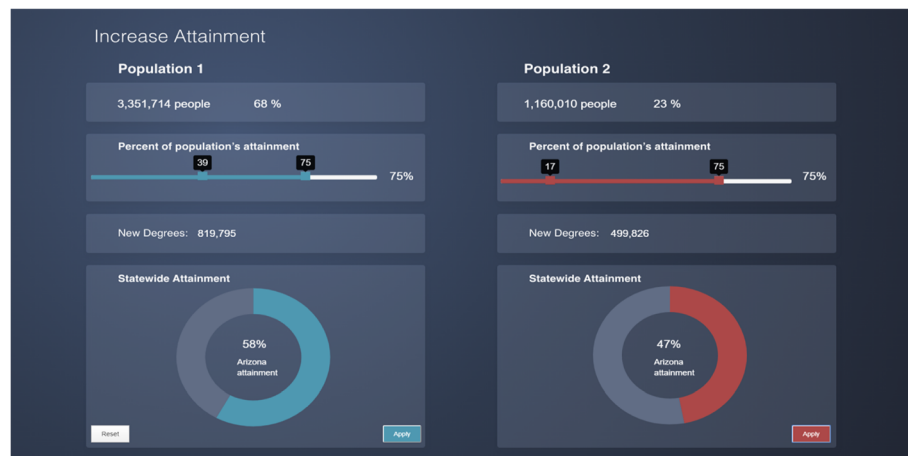 Increase Attainment
Population 1
3,351,714 people 68 %
Percent of population's attainment
39 75
75%
New Degrees: 819,795
Statewide Attainment
58%
Arizona
attainment
Reset Apply
Population 2
1,160,010 people 23 %
Percent of population's attainment
17 75
75%
New Degrees: 499,826
Statewide Attainment
47%
Arizona
attainment
Apply